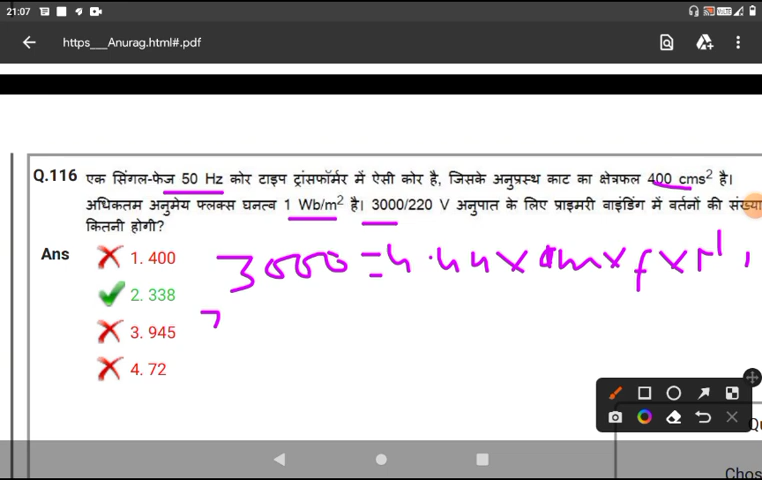 21:07
https___Anurag.html#.pdf
Q.116 एक सिंगल-फेज 50 Hz कोर टाइप ट्रांसफॉर्मर में ऐसी कोर है, जिसके अनुप्रस्थ काट का क्षेत्रफल 400 cms² है।
अधिकतम अनुमेय फ्लक्स घनत्व 1 Wb/m² है। 3000/220 V अनुपात के लिए प्राइमरी वाइंडिंग में वर्तनों की संख्या
कितनी होगी?
Ans 1. 400
2. 338
3. 945
4. 72
3000 = 4.44 × φm × f × N1
Chos